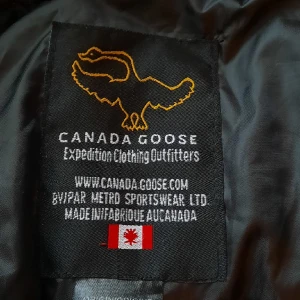 CANADA GOOSE
Expedition Clothing Outfitters
WWW.CANADA.GOOSE.COM
BY/PAR METRO SPORTSWEAR LTD.
MADE IN/FABRIQUE AU CANADA